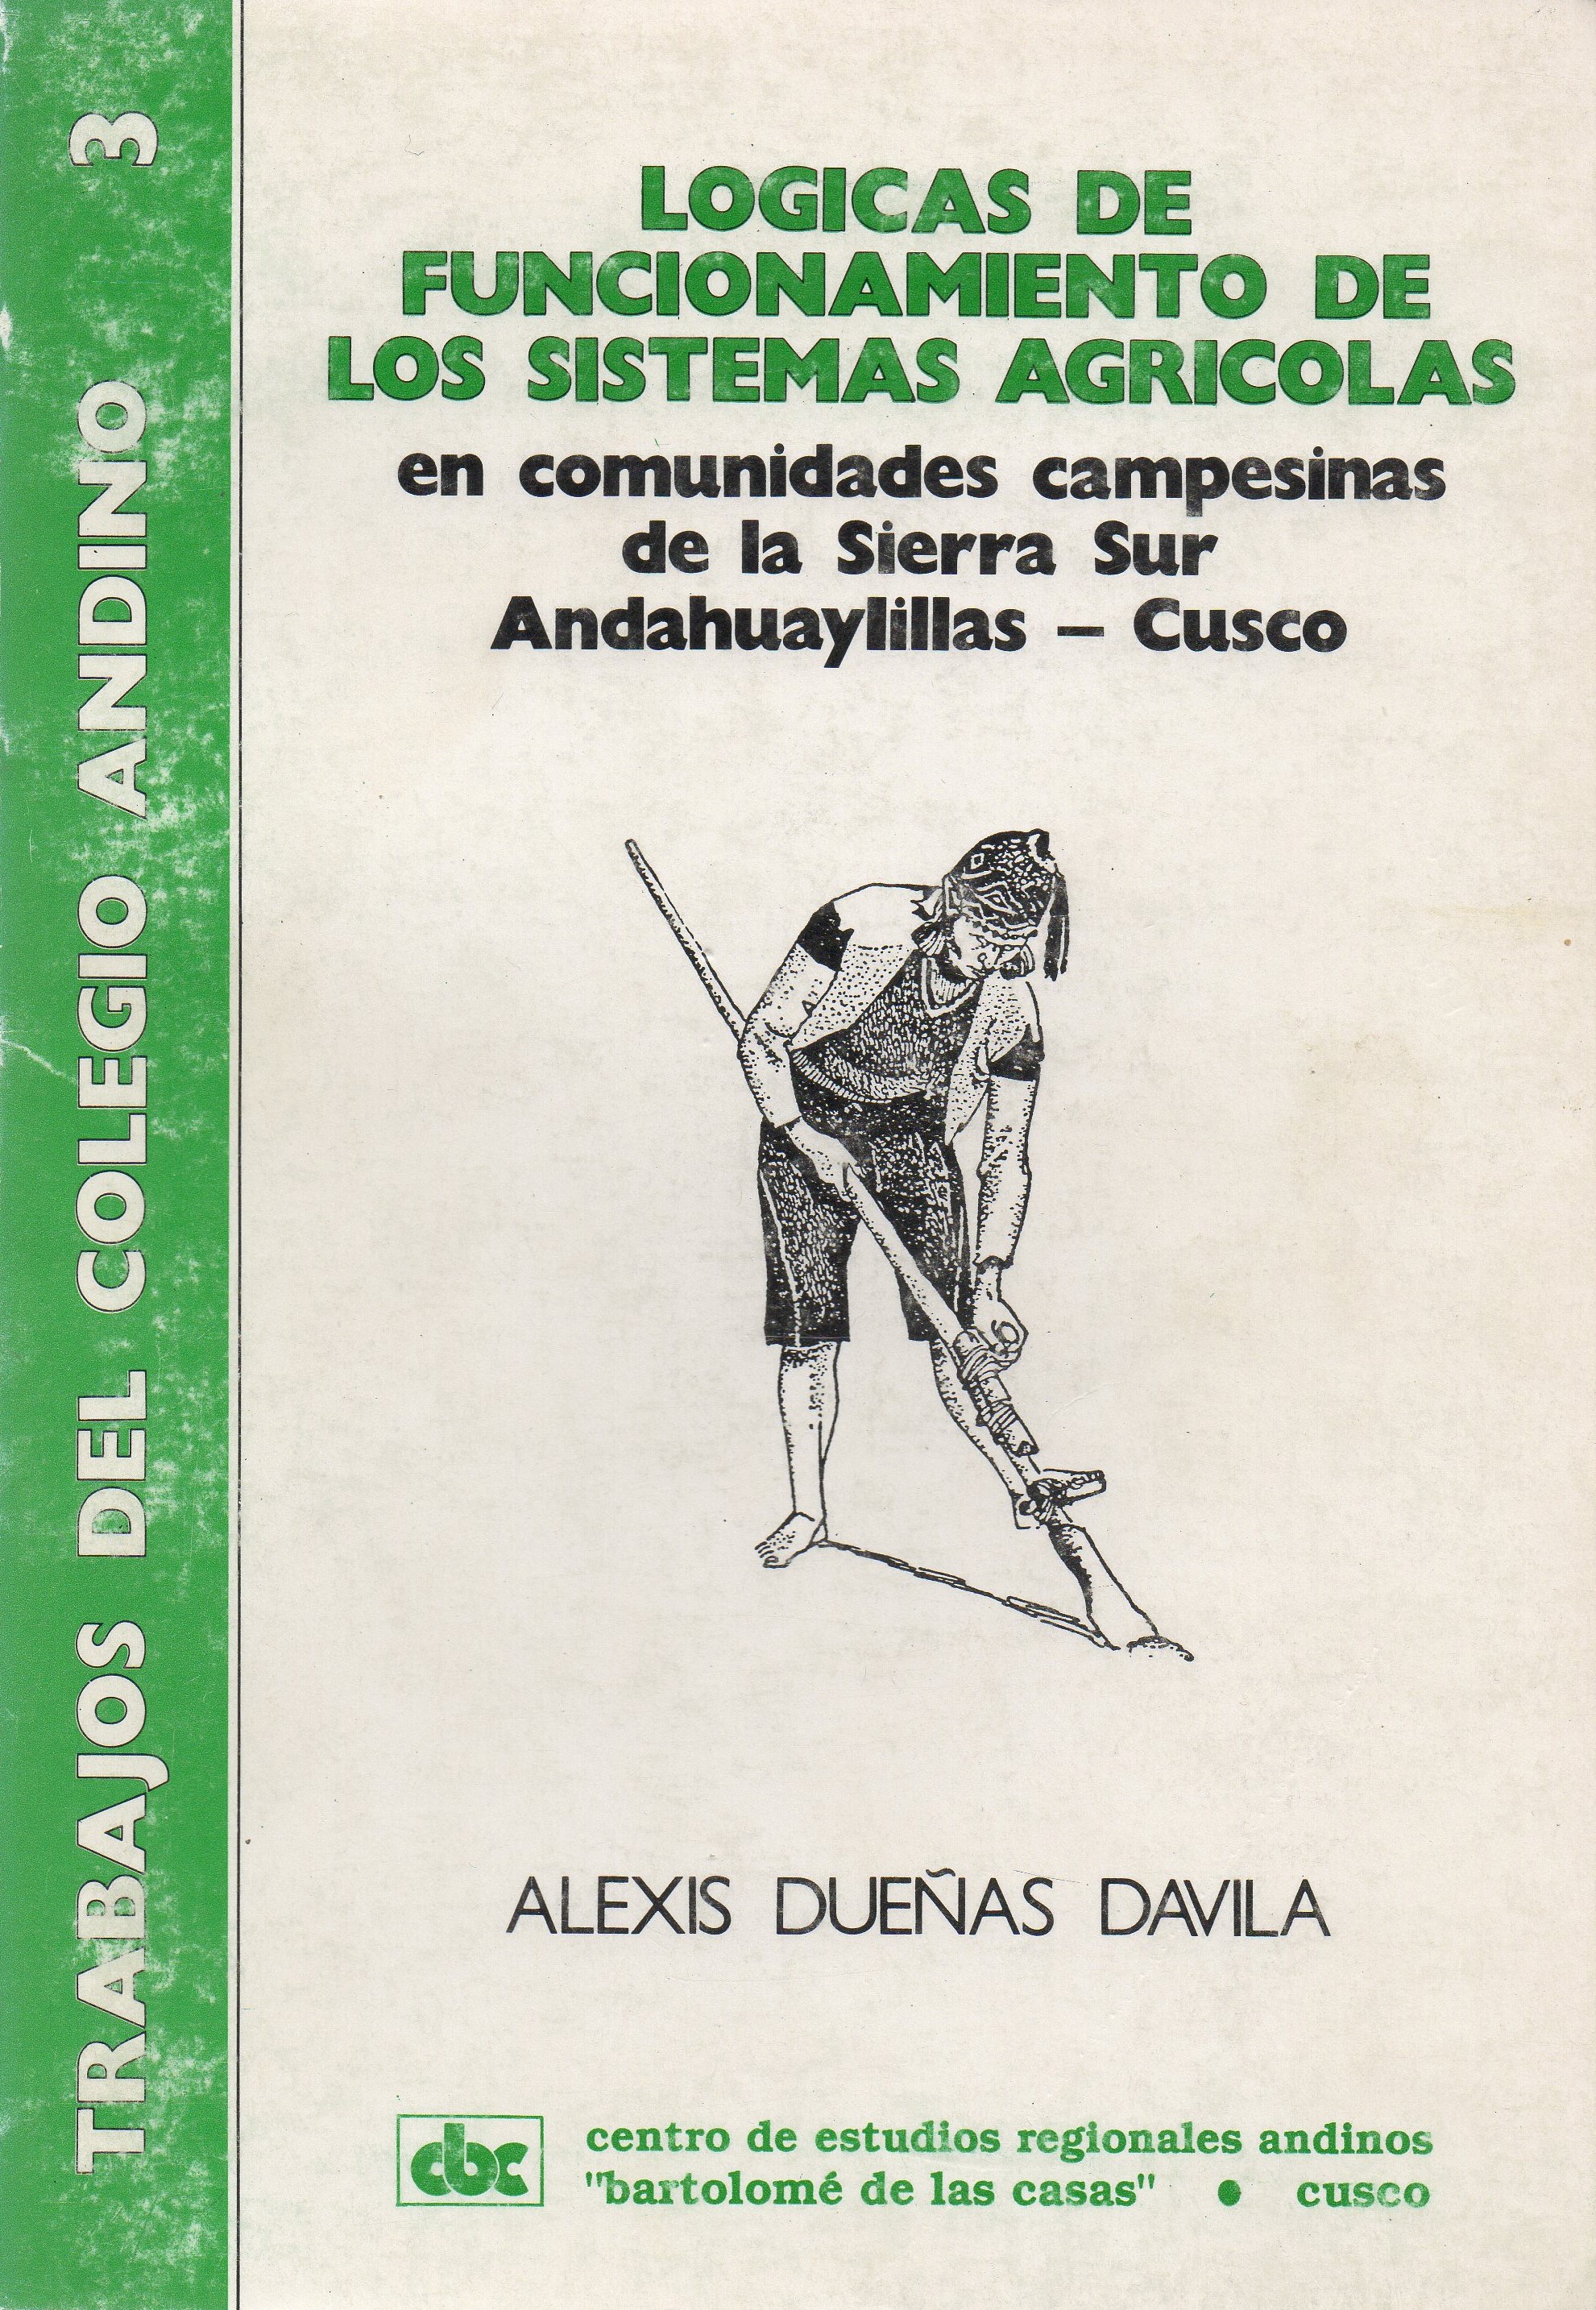 TRABAJOS DEL COLEGIO ANDINO 3
LOGICAS DE
FUNCIONAMIENTO DE
LOS SISTEMAS AGRICOLAS
en comunidades campesinas
de la Sierra Sur
Andahuaylillas – Cusco
ALEXIS DUEÑAS DAVILA
cbc
centro de estudios regionales andinos
"bartolomé de las casas" • cusco